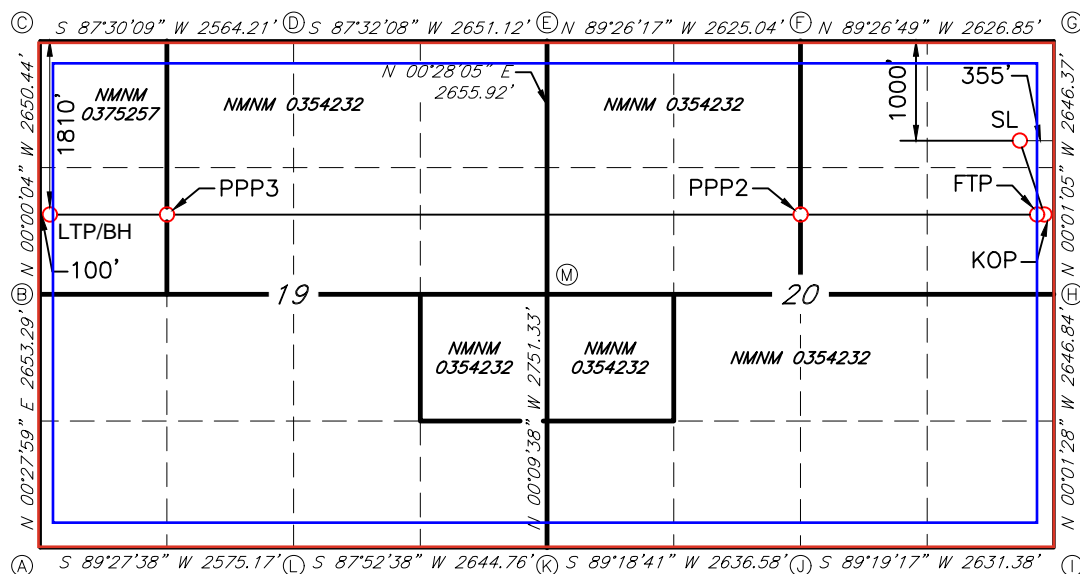 C S 87°30'09" W 2564.21' D S 87°32'08" W 2651.12' E N 89°26'17" W 2625.04' F N 89°26'49" W 2626.85' G
N 00°28'05" E
2655.92'
NMNM
0375257
NMNM 0354232
NMNM 0354232
1810'
1000'
355'
SL
N 00°00'04" W 2650.44'
N 00°01'05" W 2646.37'
PPP3
PPP2
FTP
LTP/BH
100'
KOP
M
B
19
20
H
NMNM
0354232
NMNM
0354232
NMNM 0354232
N 00°27'59" E 2653.29'
N 00°09'38" W 2751.33'
N 00°01'28" W 2646.84'
A S 89°27'38" W 2575.17' L S 87°52'38" W 2644.76' K S 89°18'41" W 2636.58' J S 89°19'17" W 2631.38' I